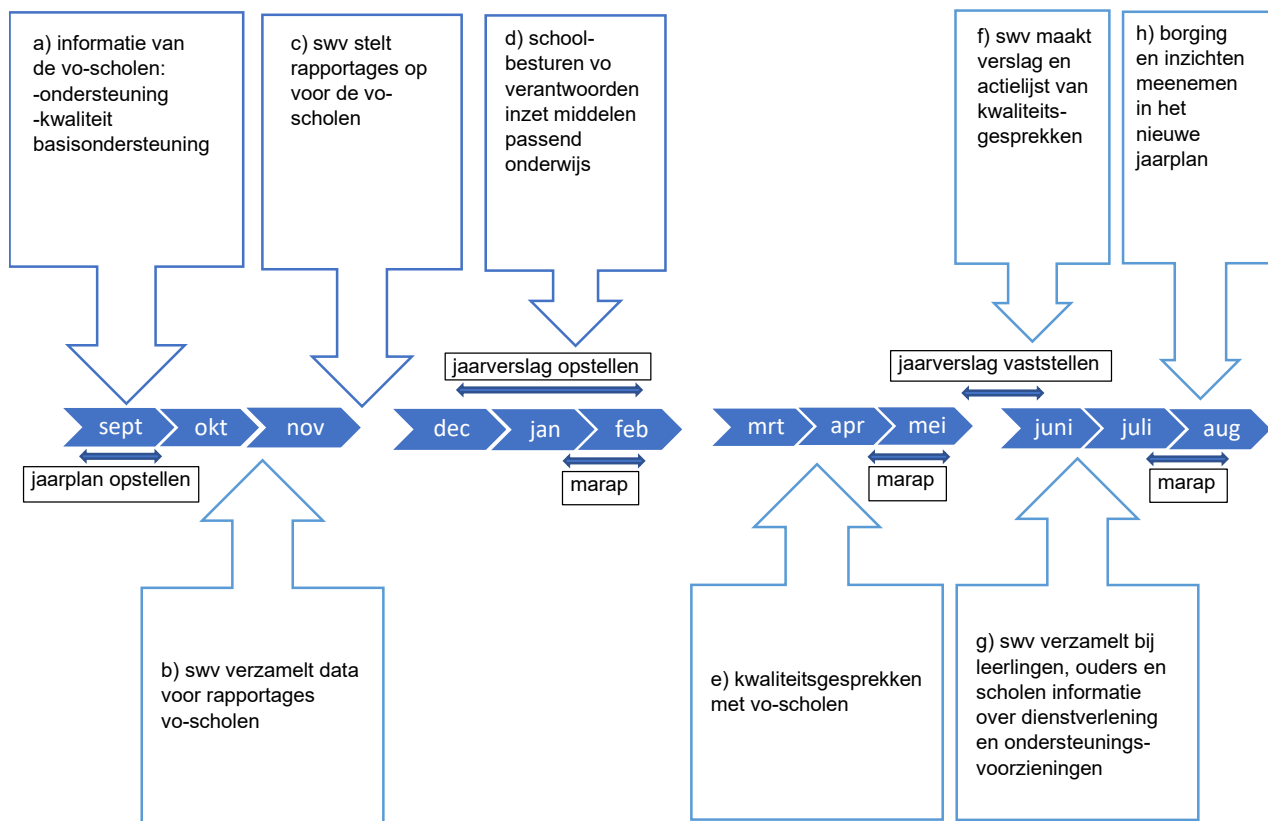 a) informatie van
de vo-scholen:
-ondersteuning
-kwaliteit
basisondersteuning
c) swv stelt
rapportages op
voor de vo-
scholen
d) school-
besturen vo
verantwoorden
inzet middelen
passend
onderwijs
f) swv maakt
verslag en
actielijst van
kwaliteits-
gesprekken
h) borging
en inzichten
meenemen
in het
nieuwe
jaarplan
jaarverslag opstellen
jaarverslag vaststellen
sept
okt
nov
dec
jan
feb
mrt
apr
mei
juni
juli
aug
jaarplan opstellen
marap
marap
marap
b) swv verzamelt data
voor rapportages
vo-scholen
e) kwaliteitsgesprekken
met vo-scholen
g) swv verzamelt bij
leerlingen, ouders en
scholen informatie
over dienstverlening
en ondersteunings-
voorzieningen